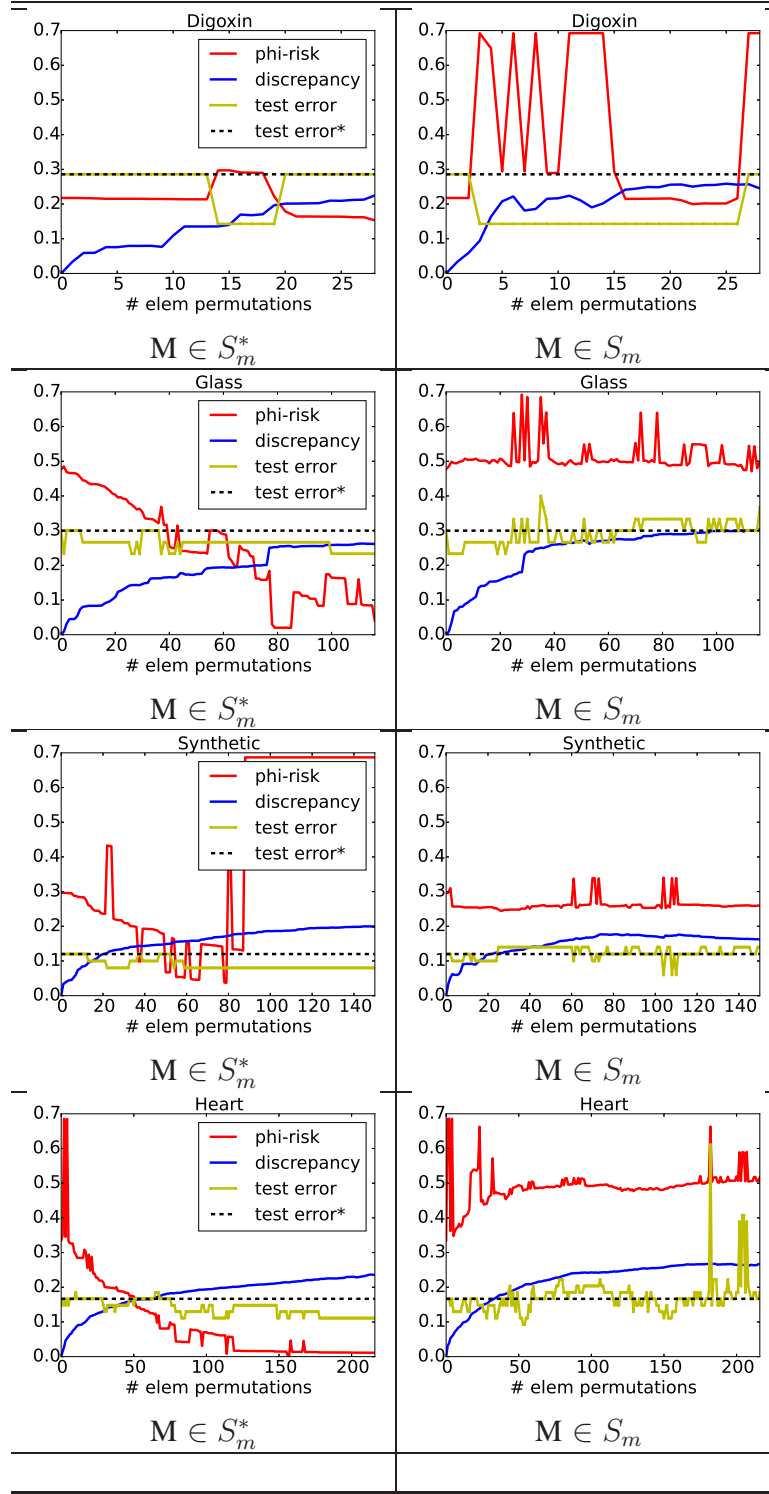 Digoxin
Digoxin
0.7
0.6
0.5
0.4
0.3
0.2
0.1
0.0
phi-risk
discrepancy
test error
test error*
0 5 10 15 20 25
# elem permutations
0.7
0.6
0.5
0.4
0.3
0.2
0.1
0.0
0 5 10 15 20 25
# elem permutations
M ∈ S*m
M ∈ Sm
Glass
Glass
0.7
0.6
0.5
0.4
0.3
0.2
0.1
0.0
phi-risk
discrepancy
test error
test error*
0 20 40 60 80 100
# elem permutations
0.7
0.6
0.5
0.4
0.3
0.2
0.1
0.0
0 20 40 60 80 100
# elem permutations
M ∈ S*m
M ∈ Sm
Synthetic
Synthetic
0.7
0.6
0.5
0.4
0.3
0.2
0.1
0.0
phi-risk
discrepancy
test error
test error*
0 20 40 60 80 100 120 140
# elem permutations
0.7
0.6
0.5
0.4
0.3
0.2
0.1
0.0
0 20 40 60 80 100 120 140
# elem permutations
M ∈ S*m
M ∈ Sm
Heart
Heart
0.7
0.6
0.5
0.4
0.3
0.2
0.1
0.0
phi-risk
discrepancy
test error
test error*
0 50 100 150 200
# elem permutations
0.7
0.6
0.5
0.4
0.3
0.2
0.1
0.0
0 50 100 150 200
# elem permutations
M ∈ S*m
M ∈ Sm